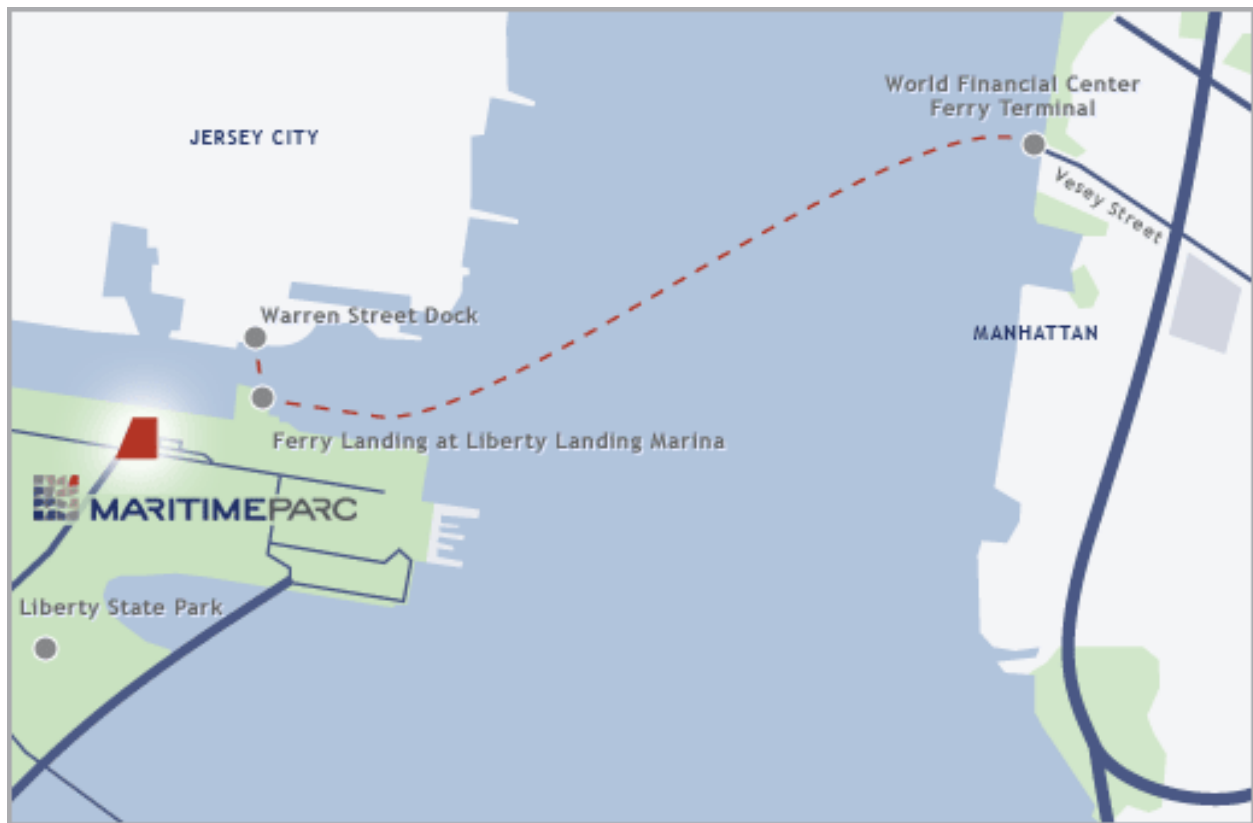 World Financial Center
Ferry Terminal
JERSEY CITY
Vesey Street
Warren Street Dock
MANHATTAN
Ferry Landing at Liberty Landing Marina
MARITIMEPARC
Liberty State Park